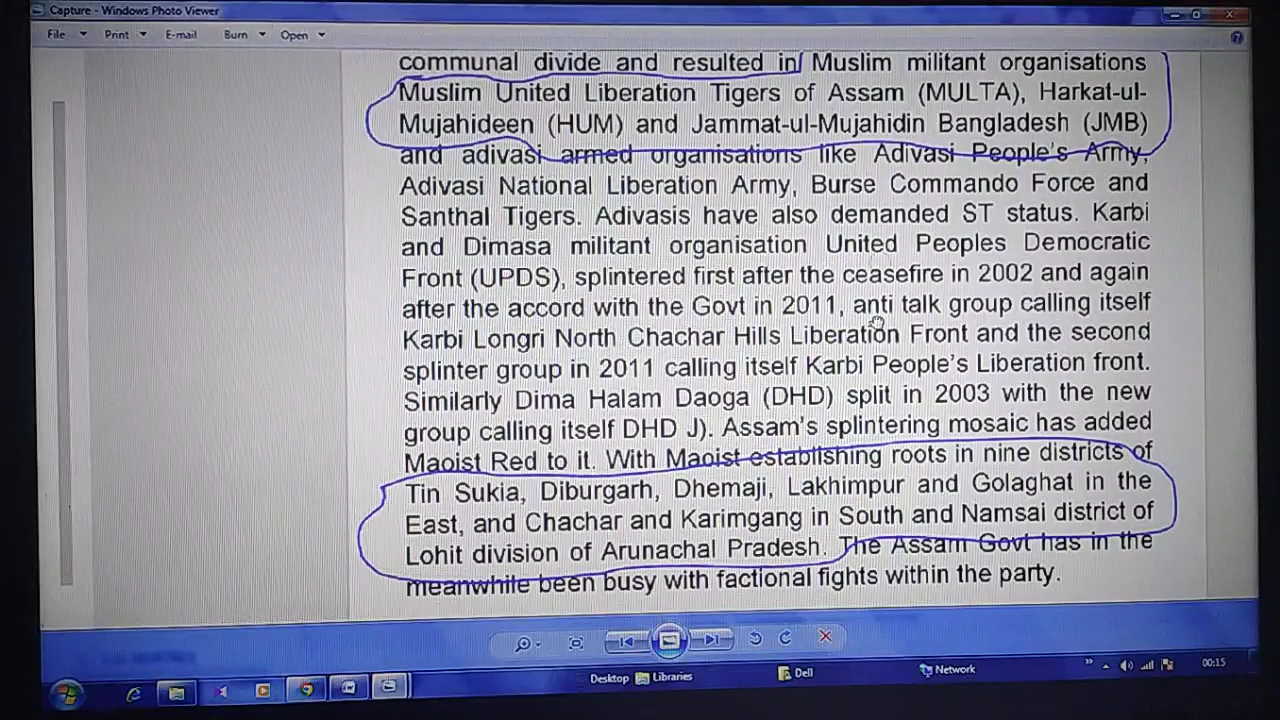 Capture - Windows Photo Viewer
File Print E-mail Burn Open
communal divide and resulted in Muslim militant organisations
Muslim United Liberation Tigers of Assam (MULTA), Harkat-ul-
Mujahideen (HUM) and Jammat-ul-Mujahidin Bangladesh (JMB)
and adivasi armed organisations like Adivasi People's Army,
Adivasi National Liberation Army, Burse Commando Force and
Santhal Tigers. Adivasis have also demanded ST status. Karbi
and Dimasa militant organisation United Peoples Democratic
Front (UPDS), splintered first after the ceasefire in 2002 and again
after the accord with the Govt in 2011, anti talk group calling itself
Karbi Longri North Chachar Hills Liberation Front and the second
splinter group in 2011 calling itself Karbi People's Liberation front.
Similarly Dima Halam Daoga (DHD) split in 2003 with the new
group calling itself DHD J). Assam's splintering mosaic has added
Maoist Red to it. With Maoist establishing roots in nine districts of
Tin Sukia, Diburgarh, Dhemaji, Lakhimpur and Golaghat in the
East, and Chachar and Karimgang in South and Namsai district of
Lohit division of Arunachal Pradesh. The Assam Govt has in the
meanwhile been busy with factional fights within the party.
Desktop Libraries Dell Network 00:15